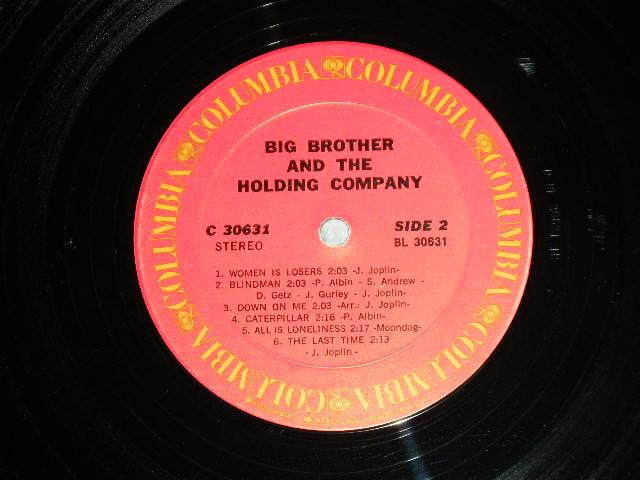 COLUMBIA COLUMBIA COLUMBIA COLUMBIA COLUMBIA COLUMBIA
BIG BROTHER
AND THE
HOLDING COMPANY
C 30631 SIDE 2
STEREO BL 30631
1. WOMEN IS LOSERS 2:03 -J. Joplin-
2. BLINDMAN 2:03 -P. Albin - S. Andrew -
D. Getz - J. Gurley - J. Joplin-
3. DOWN ON ME 2:03 -Arr.: J. Joplin-
4. CATERPILLAR 2:16 -P. Albin-
5. ALL IS LONELINESS 2:17 -Moondog-
6. THE LAST TIME 2:13
- J. Joplin -